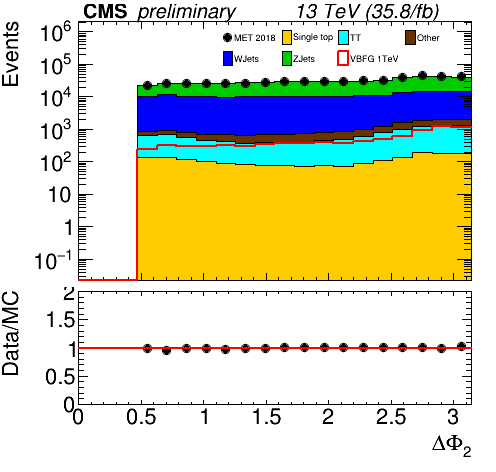 CMS preliminary 13 TeV (35.8/fb)
Events
10^6
10^5
10^4
10^3
10^2
10
1
10^−1
MET 2018 Single top TT Other
WJets ZJets VBFG 1TeV
Data/MC
2
1.5
1
0.5
0
0 0.5 1 1.5 2 2.5 3
ΔΦ_2